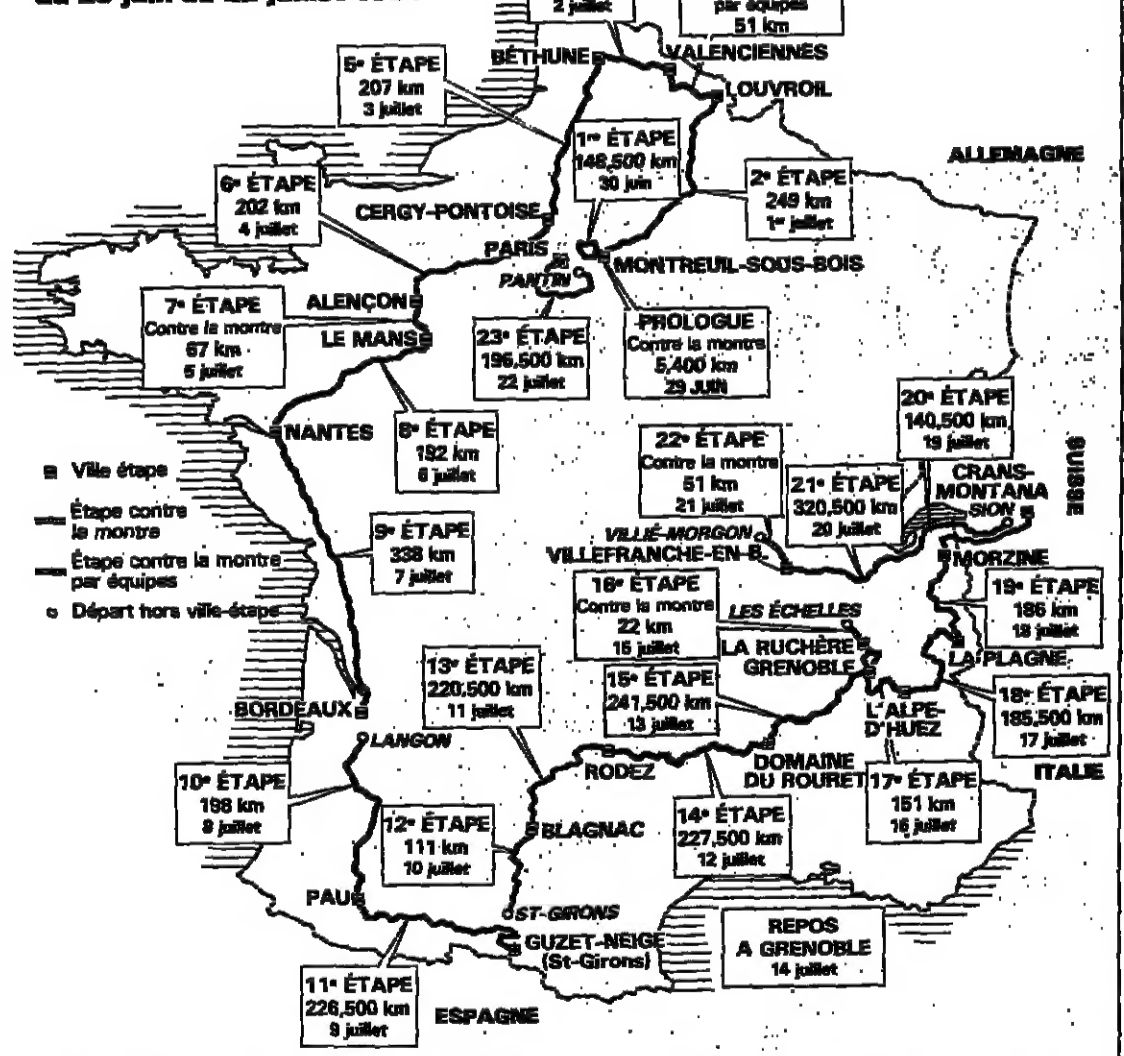 2 juillet
par équipes
51 km
BÉTHUNE
VALENCIENNES
LOUVROIL
5e ÉTAPE
207 km
3 juillet
1re ÉTAPE
148,500 km
30 juin
ALLEMAGNE
6e ÉTAPE
202 km
4 juillet
2e ÉTAPE
249 km
1er juillet
CERGY-PONTOISE
PARIS
PANTIN
MONTREUIL-SOUS-BOIS
ALENÇON
7e ÉTAPE
Contre la montre
67 km
5 juillet
LE MANS
23e ÉTAPE
196,500 km
22 juillet
PROLOGUE
Contre la montre
5,400 km
29 JUIN
NANTES
8e ÉTAPE
192 km
6 juillet
20e ÉTAPE
140,500 km
19 juillet
SUISSE
22e ÉTAPE
Contre la montre
51 km
21 juillet
21e ÉTAPE
320,500 km
20 juillet
CRANS-
MONTANA
SION
Ville étape
Étape contre
la montre
Étape contre la montre
par équipes
Départ hors ville-étape
9e ÉTAPE
338 km
7 juillet
VILLIÉ-MORGON
VILLEFRANCHE-EN-B.
MORZINE
16e ÉTAPE
Contre la montre
22 km
15 juillet
LES ÉCHELLES
LA RUCHÈRE
GRENOBLE
19e ÉTAPE
186 km
18 juillet
LA PLAGNE
13e ÉTAPE
220,500 km
11 juillet
15e ÉTAPE
241,500 km
13 juillet
18e ÉTAPE
185,500 km
17 juillet
L'ALPE-
D'HUEZ
BORDEAUX
LANGON
RODEZ
DOMAINE
DU ROURET
ITALIE
10e ÉTAPE
198 km
8 juillet
12e ÉTAPE
111 km
10 juillet
BLAGNAC
14e ÉTAPE
227,500 km
12 juillet
17e ÉTAPE
151 km
16 juillet
PAU
ST-GIRONS
GUZET-NEIGE
(St-Girons)
REPOS
A GRENOBLE
14 juillet
11e ÉTAPE
226,500 km
9 juillet
ESPAGNE